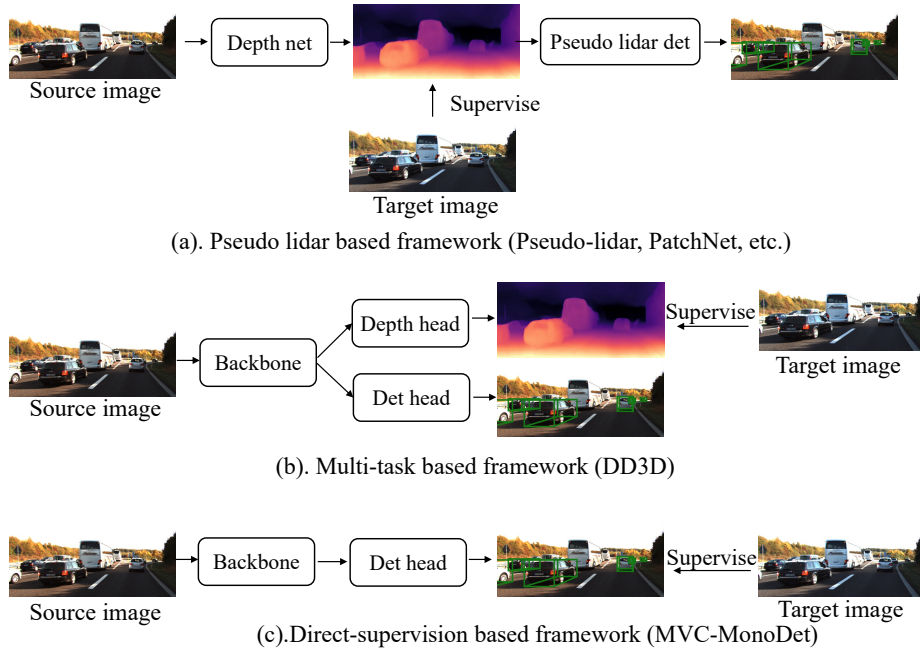 Source image
Depth net
Pseudo lidar det
Supervise
Target image
(a). Pseudo lidar based framework (Pseudo-lidar, PatchNet, etc.)
Source image
Backbone
Depth head
Det head
Supervise
Target image
(b). Multi-task based framework (DD3D)
Source image
Backbone
Det head
Supervise
Target image
(c).Direct-supervision based framework (MVC-MonoDet)